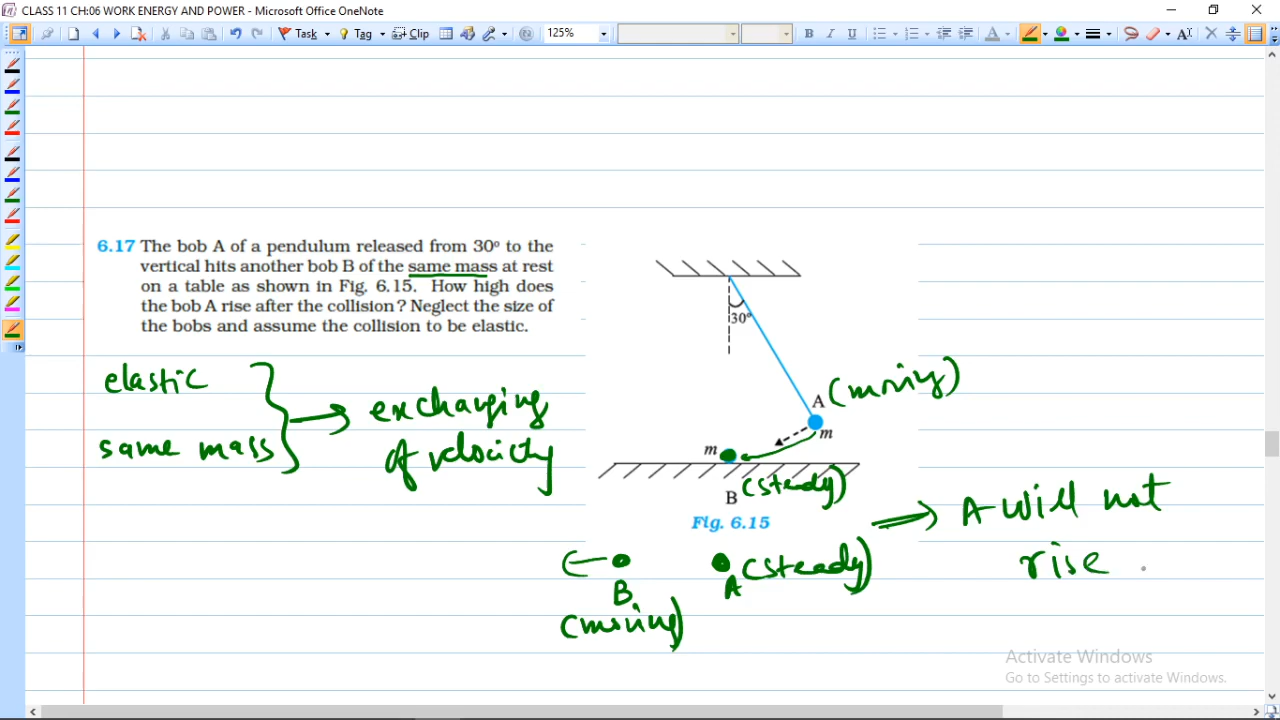 CLASS 11 CH:06 WORK ENERGY AND POWER - Microsoft Office OneNote
Task Tag Clip 125% B I U A
6.17 The bob A of a pendulum released from 30° to the
vertical hits another bob B of the same mass at rest
on a table as shown in Fig. 6.15. How high does
the bob A rise after the collision? Neglect the size of
the bobs and assume the collision to be elastic.
30°
A (moving)
m
m
B (steady)
Fig. 6.15
elastic
same mass
exchanging
of velocity
B
(moving)
A (steady)
A will not
rise
Activate Windows
Go to Settings to activate Windows.